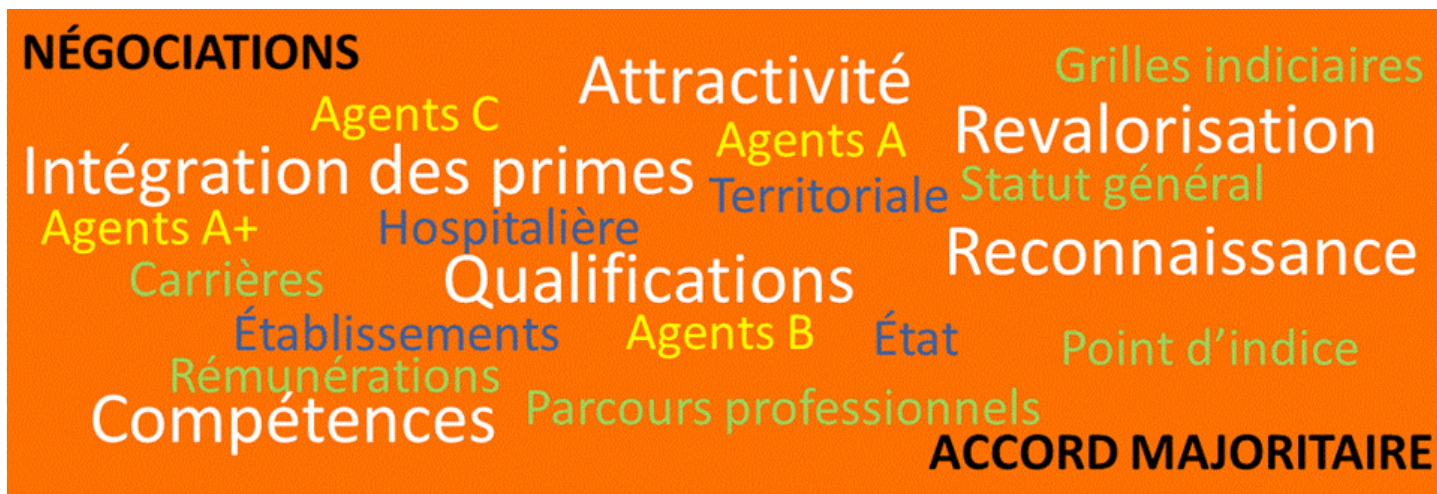 NÉGOCIATIONS
Attractivité
Grilles indiciaires
Agents C
Agents A
Revalorisation
Intégration des primes
Territoriale
Statut général
Agents A+
Hospitalière
Reconnaissance
Carrières
Qualifications
Établissements
Agents B
État
Point d’indice
Rémunérations
Compétences
Parcours professionnels
ACCORD MAJORITAIRE